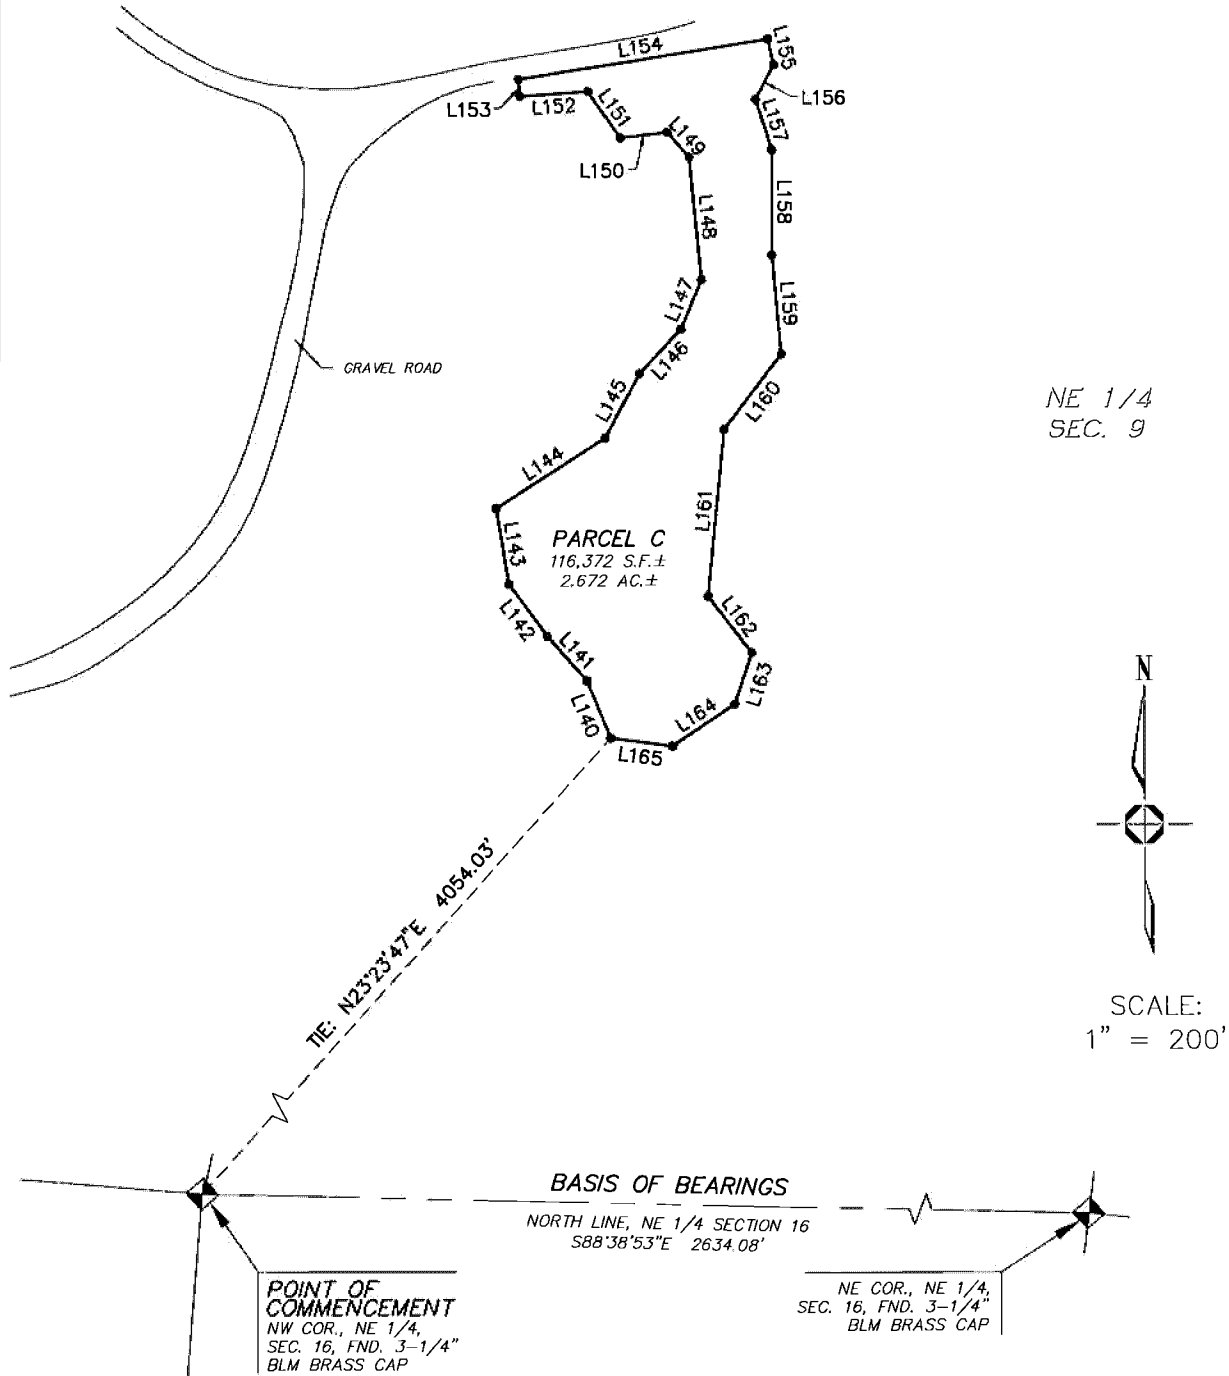 L154
L155
L153
L152
L151
L156
L157
L150
L149
L158
L148
L147
L159
GRAVEL ROAD
L146
L145
L160
NE 1/4
SEC. 9
L144
L161
L143
PARCEL C
116,372 S.F.±
2.672 AC.±
L142
L162
L141
L163
N
L140
L164
L165
TIE: N23°23'47"E 4054.03'
SCALE:
1" = 200'
BASIS OF BEARINGS
NORTH LINE, NE 1/4 SECTION 16
S88°38'53"E 2634.08'
POINT OF
COMMENCEMENT
NW COR., NE 1/4,
SEC. 16, FND. 3-1/4"
BLM BRASS CAP
NE COR., NE 1/4,
SEC. 16, FND. 3-1/4"
BLM BRASS CAP